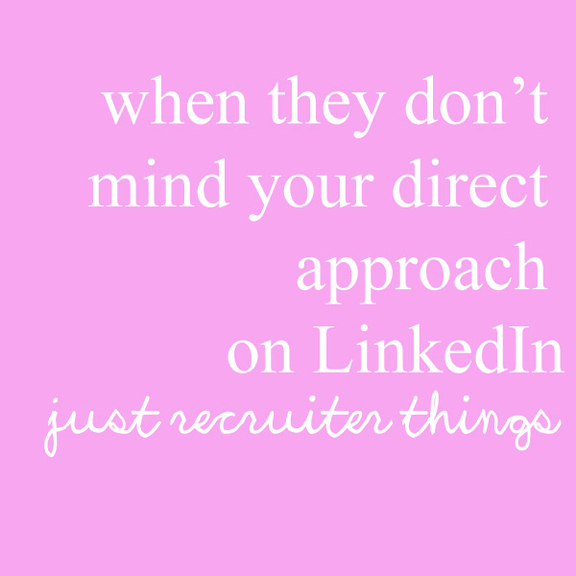 when they don’t
mind your direct
approach
on LinkedIn
just recruiter things